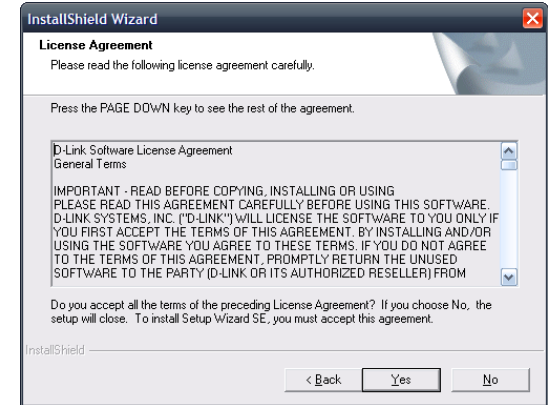 InstallShield Wizard
License Agreement
Please read the following license agreement carefully.
Press the PAGE DOWN key to see the rest of the agreement.
D-Link Software License Agreement
General Terms
IMPORTANT - READ BEFORE COPYING, INSTALLING OR USING
PLEASE READ THIS AGREEMENT CAREFULLY BEFORE USING THIS SOFTWARE.
D-LINK SYSTEMS, INC. ("D-LINK") WILL LICENSE THE SOFTWARE TO YOU ONLY IF
YOU FIRST ACCEPT THE TERMS OF THIS AGREEMENT. BY INSTALLING AND/OR
USING THE SOFTWARE YOU AGREE TO THESE TERMS. IF YOU DO NOT AGREE
TO THE TERMS OF THIS AGREEMENT, PROMPTLY RETURN THE UNUSED
SOFTWARE TO THE PARTY (D-LINK OR ITS AUTHORIZED RESELLER) FROM
Do you accept all the terms of the preceding License Agreement? If you choose No, the
setup will close. To install Setup Wizard SE, you must accept this agreement.
InstallShield
< Back Yes No